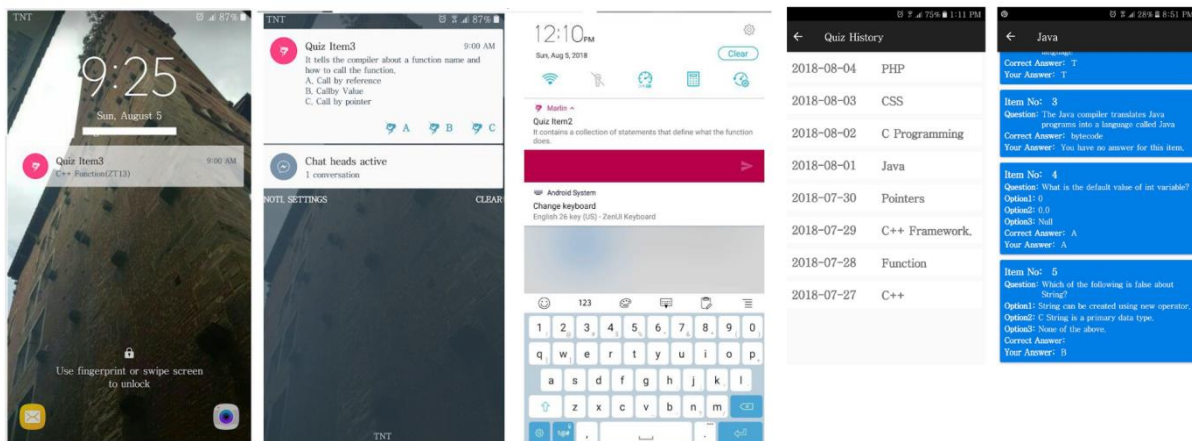 TNT
87%
9:25
Sun, August 5
Quiz Item3 9:00 AM
C++ Function(ZT13)
Use fingerprint or swipe screen
to unlock
TNT
87%
Quiz Item3 9:00 AM
It tells the compiler about a function name and
how to call the function.
A. Call by reference
B. Callby Value
C. Call by pointer
A B C
Chat heads active
1 conversation
NOTI. SETTINGS CLEAR
TNT
12:10 PM
Sun, Aug 5, 2018
Clear
Marlin
Quiz Item2
It contains a collection of statements that define what the function
does.
Android System
Change keyboard
English 26 key (US) - ZenUI Keyboard
123
1 2 3 4 5 6 7 8 9 0
q w e r t y u i o p
a s d f g h j k l
z x c v b n m
, .
75% 1:11 PM
Quiz History
2018-08-04 PHP
2018-08-03 CSS
2018-08-02 C Programming
2018-08-01 Java
2018-07-30 Pointers
2018-07-29 C++ Framework.
2018-07-28 Function
2018-07-27 C++
28% 8:51 PM
Java
language.
Correct Answer: T
Your Answer: T
Item No: 3
Question: The Java compiler translates Java
programs into a language called Java
Correct Answer: bytecode
Your Answer: You have no answer for this item.
Item No: 4
Question: What is the default value of int variable?
Option1: 0
Option2: 0.0
Option3: Null
Correct Answer: A
Your Answer: A
Item No: 5
Question: Which of the following is false about
String?
Option1: String can be created using new operator.
Option2: C String is a primary data type.
Option3: None of the above.
Correct Answer:
Your Answer: B